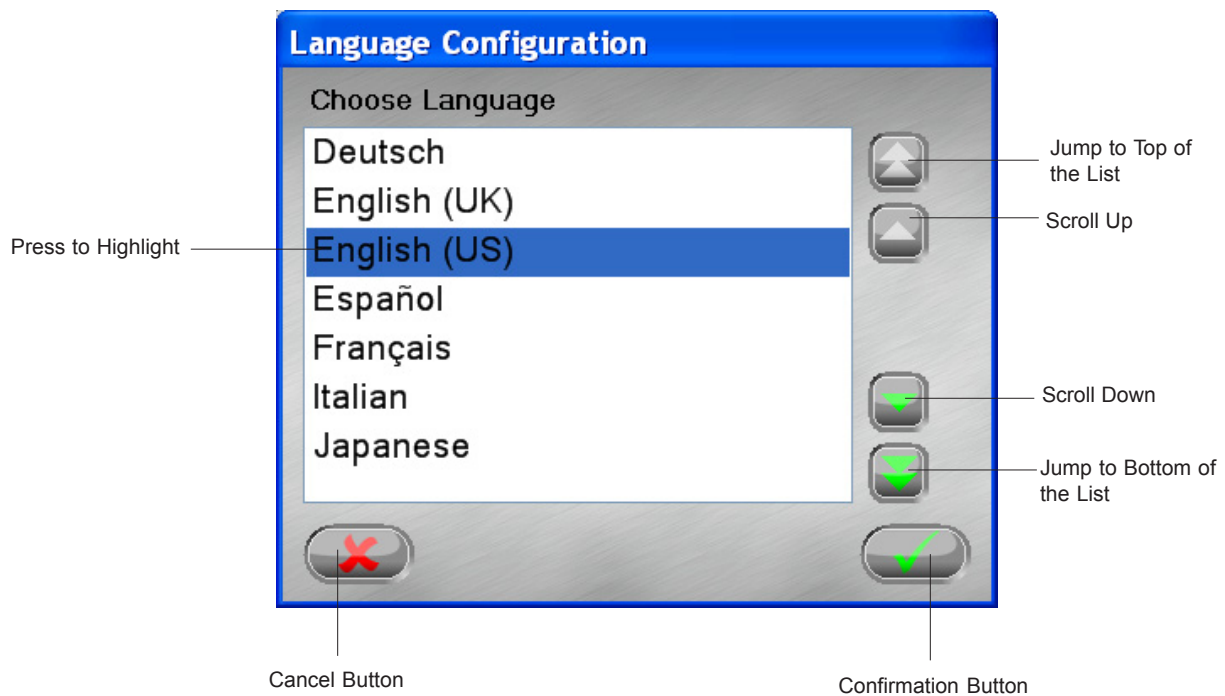 Language Configuration
Choose Language
Deutsch
English (UK)
English (US)
Español
Français
Italian
Japanese
Press to Highlight
Jump to Top of
the List
Scroll Up
Scroll Down
Jump to Bottom of
the List
Cancel Button
Confirmation Button